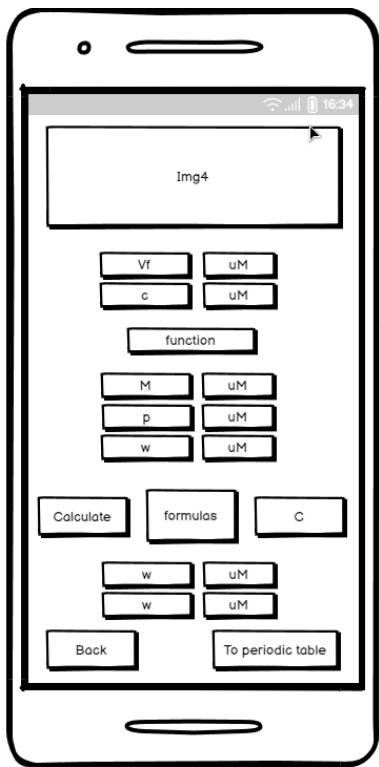 16:34
Img4
Vf uM
c uM
function
M uM
p uM
w uM
Calculate formulas C
w uM
w uM
Back To periodic table